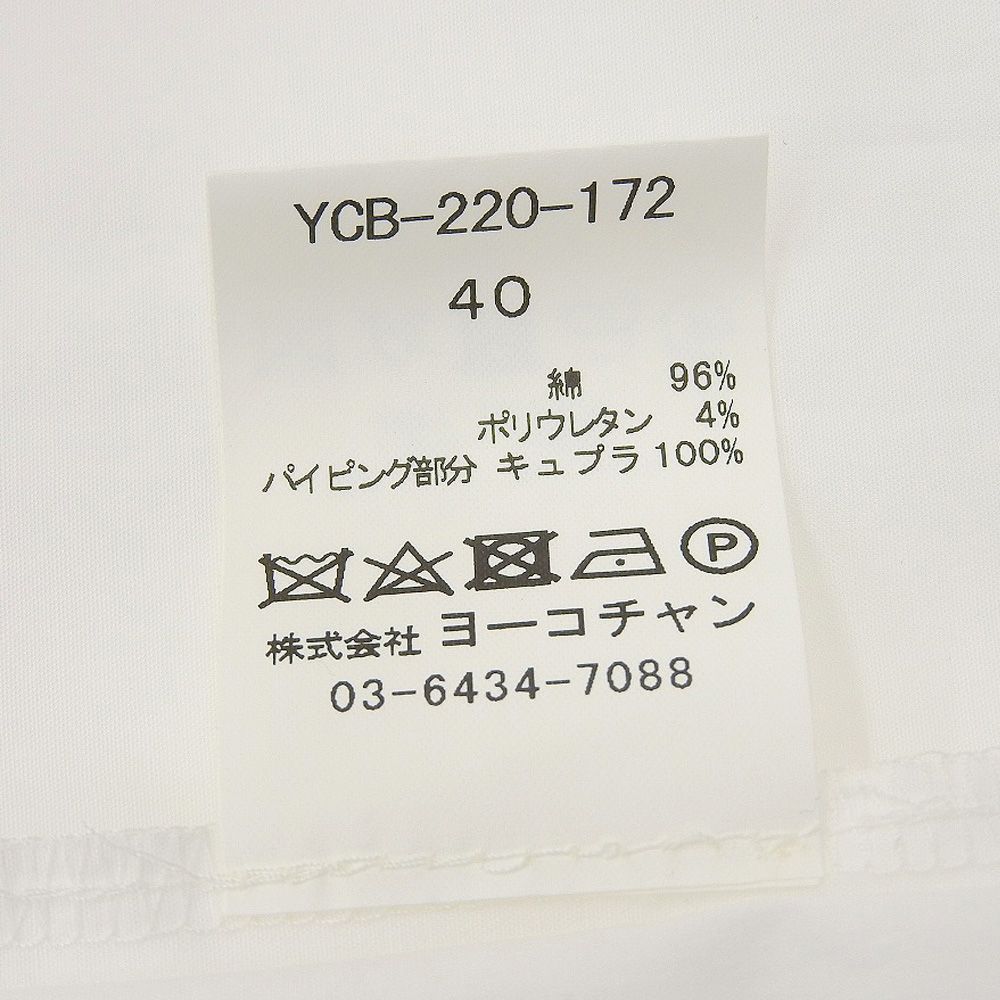 YCB-220-172
40
綿 96%
ポリウレタン 4%
パイピング部分 キュプラ 100%
P
株式会社 ヨーコチャン
03-6434-7088